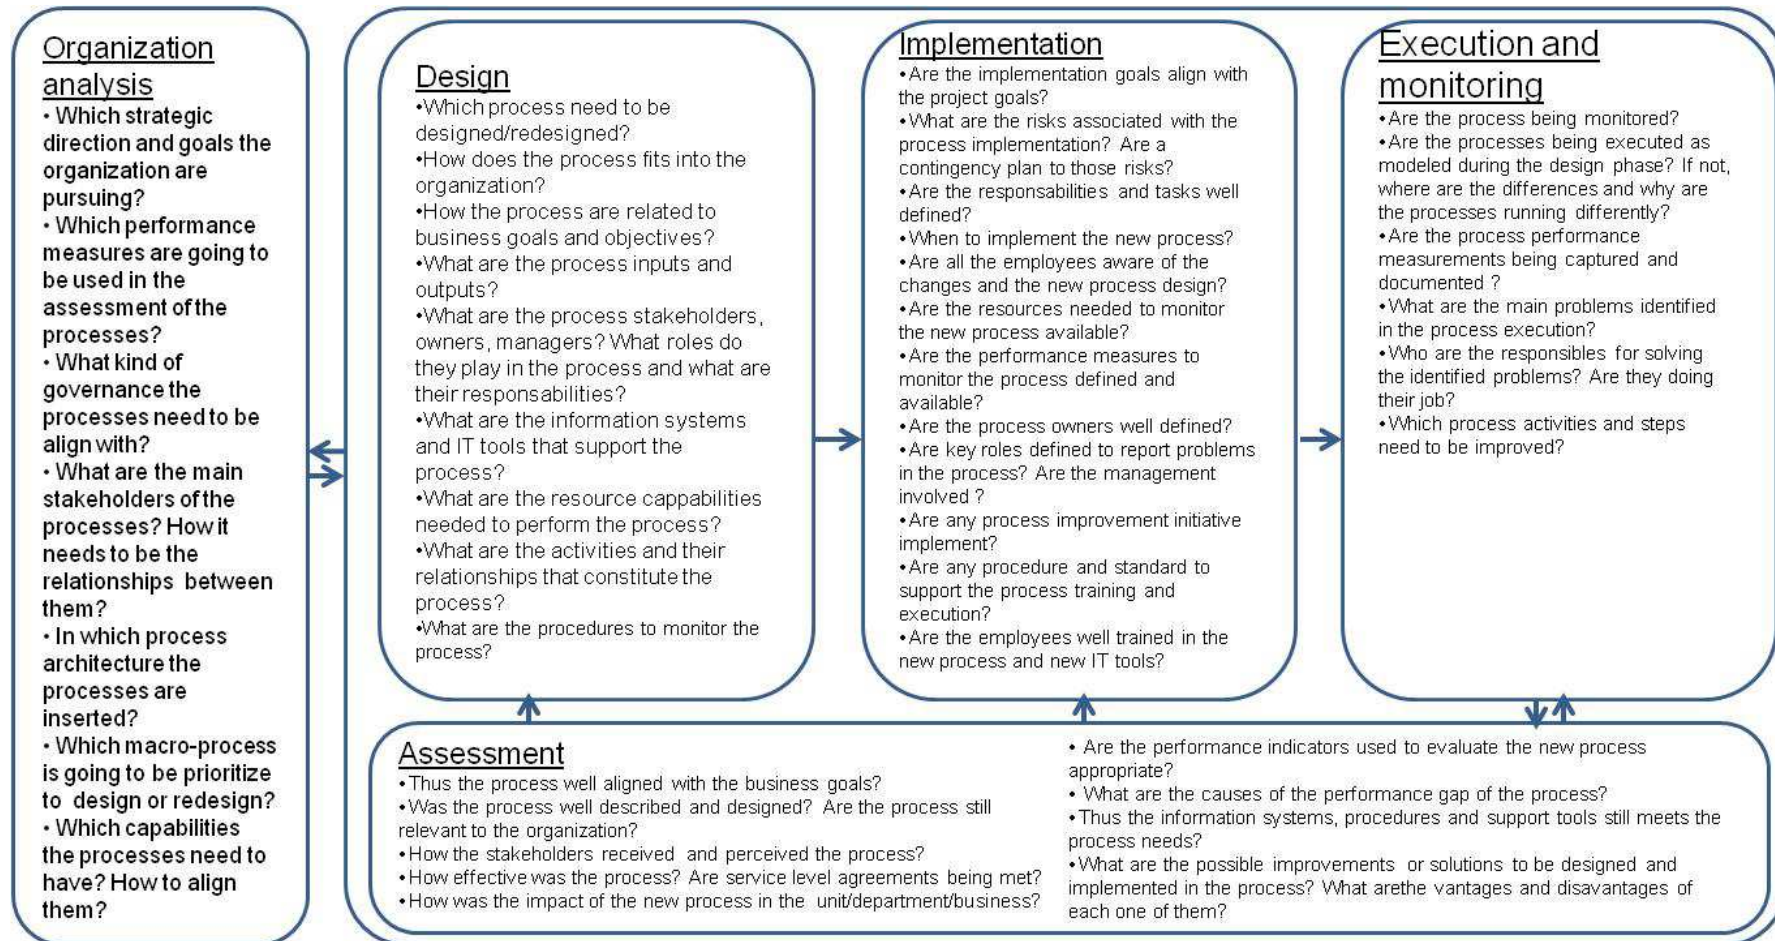 Organization
analysis
• Which strategic
direction and goals the
organization are
pursuing?
• Which performance
measures are going to
be used in the
assessment of the
processes?
• What kind of
governance the
processes need to be
align with?
• What are the main
stakeholders of the
processes? How it
needs to be the
relationships between
them?
• In which process
architecture the
processes are
inserted?
• Which macro-process
is going to be prioritize
to design or redesign?
• Which capabilities
the processes need to
have? How to align
them?
Design
•Which process need to be
designed/redesigned?
•How does the process fits into the
organization?
•How the process are related to
business goals and objectives?
•What are the process inputs and
outputs?
•What are the process stakeholders,
owners, managers? What roles do
they play in the process and what are
their responsabilities?
•What are the information systems
and IT tools that support the
process?
•What are the resource cappabilities
needed to perform the process?
•What are the activities and their
relationships that constitute the
process?
•What are the procedures to monitor the
process?
Implementation
•Are the implementation goals align with
the project goals?
•What are the risks associated with the
process implementation? Are a
contingency plan to those risks?
•Are the responsabilities and tasks well
defined?
•When to implement the new process?
•Are all the employees aware of the
changes and the new process design?
•Are the resources needed to monitor
the new process available?
•Are the performance measures to
monitor the process defined and
available?
•Are the process owners well defined?
•Are key roles defined to report problems
in the process? Are the management
involved ?
•Are any process improvement initiative
implement?
•Are any procedure and standard to
support the process training and
execution?
•Are the employees well trained in the
new process and new IT tools?
Execution and
monitoring
•Are the process being monitored?
•Are the processes being executed as
modeled during the design phase? If not,
where are the differences and why are
the processes running differently?
•Are the process performance
measurements being captured and
documented ?
•What are the main problems identified
in the process execution?
•Who are the responsibles for solving
the identified problems? Are they doing
their job?
•Which process activities and steps
need to be improved?
Assessment
•Thus the process well aligned with the business goals?
•Was the process well described and designed? Are the process still
relevant to the organization?
•How the stakeholders received and perceived the process?
•How effective was the process? Are service level agreements being met?
•How was the impact of the new process in the unit/department/business?
• Are the performance indicators used to evaluate the new process
appropriate?
• What are the causes of the performance gap of the process?
•Thus the information systems, procedures and support tools still meets the
process needs?
•What are the possible improvements or solutions to be designed and
implemented in the process? What arethe vantages and disavantages of
each one of them?